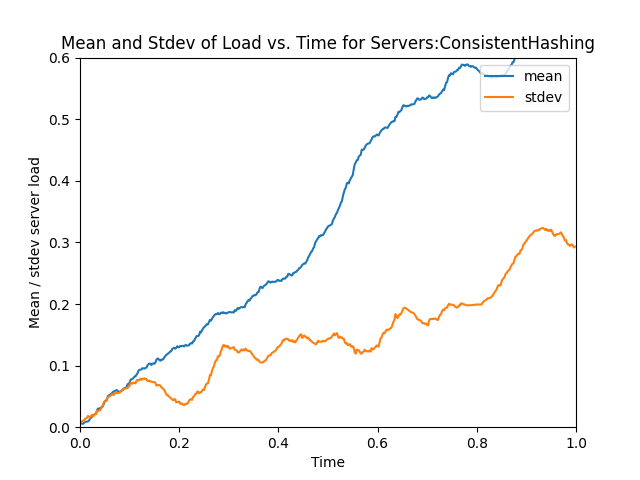 Mean and Stdev of Load vs. Time for Servers:ConsistentHashing
0.6
0.5
0.4
0.3
0.2
0.1
0.0
Mean / stdev server load
mean
stdev
0.0 0.2 0.4 0.6 0.8 1.0
Time